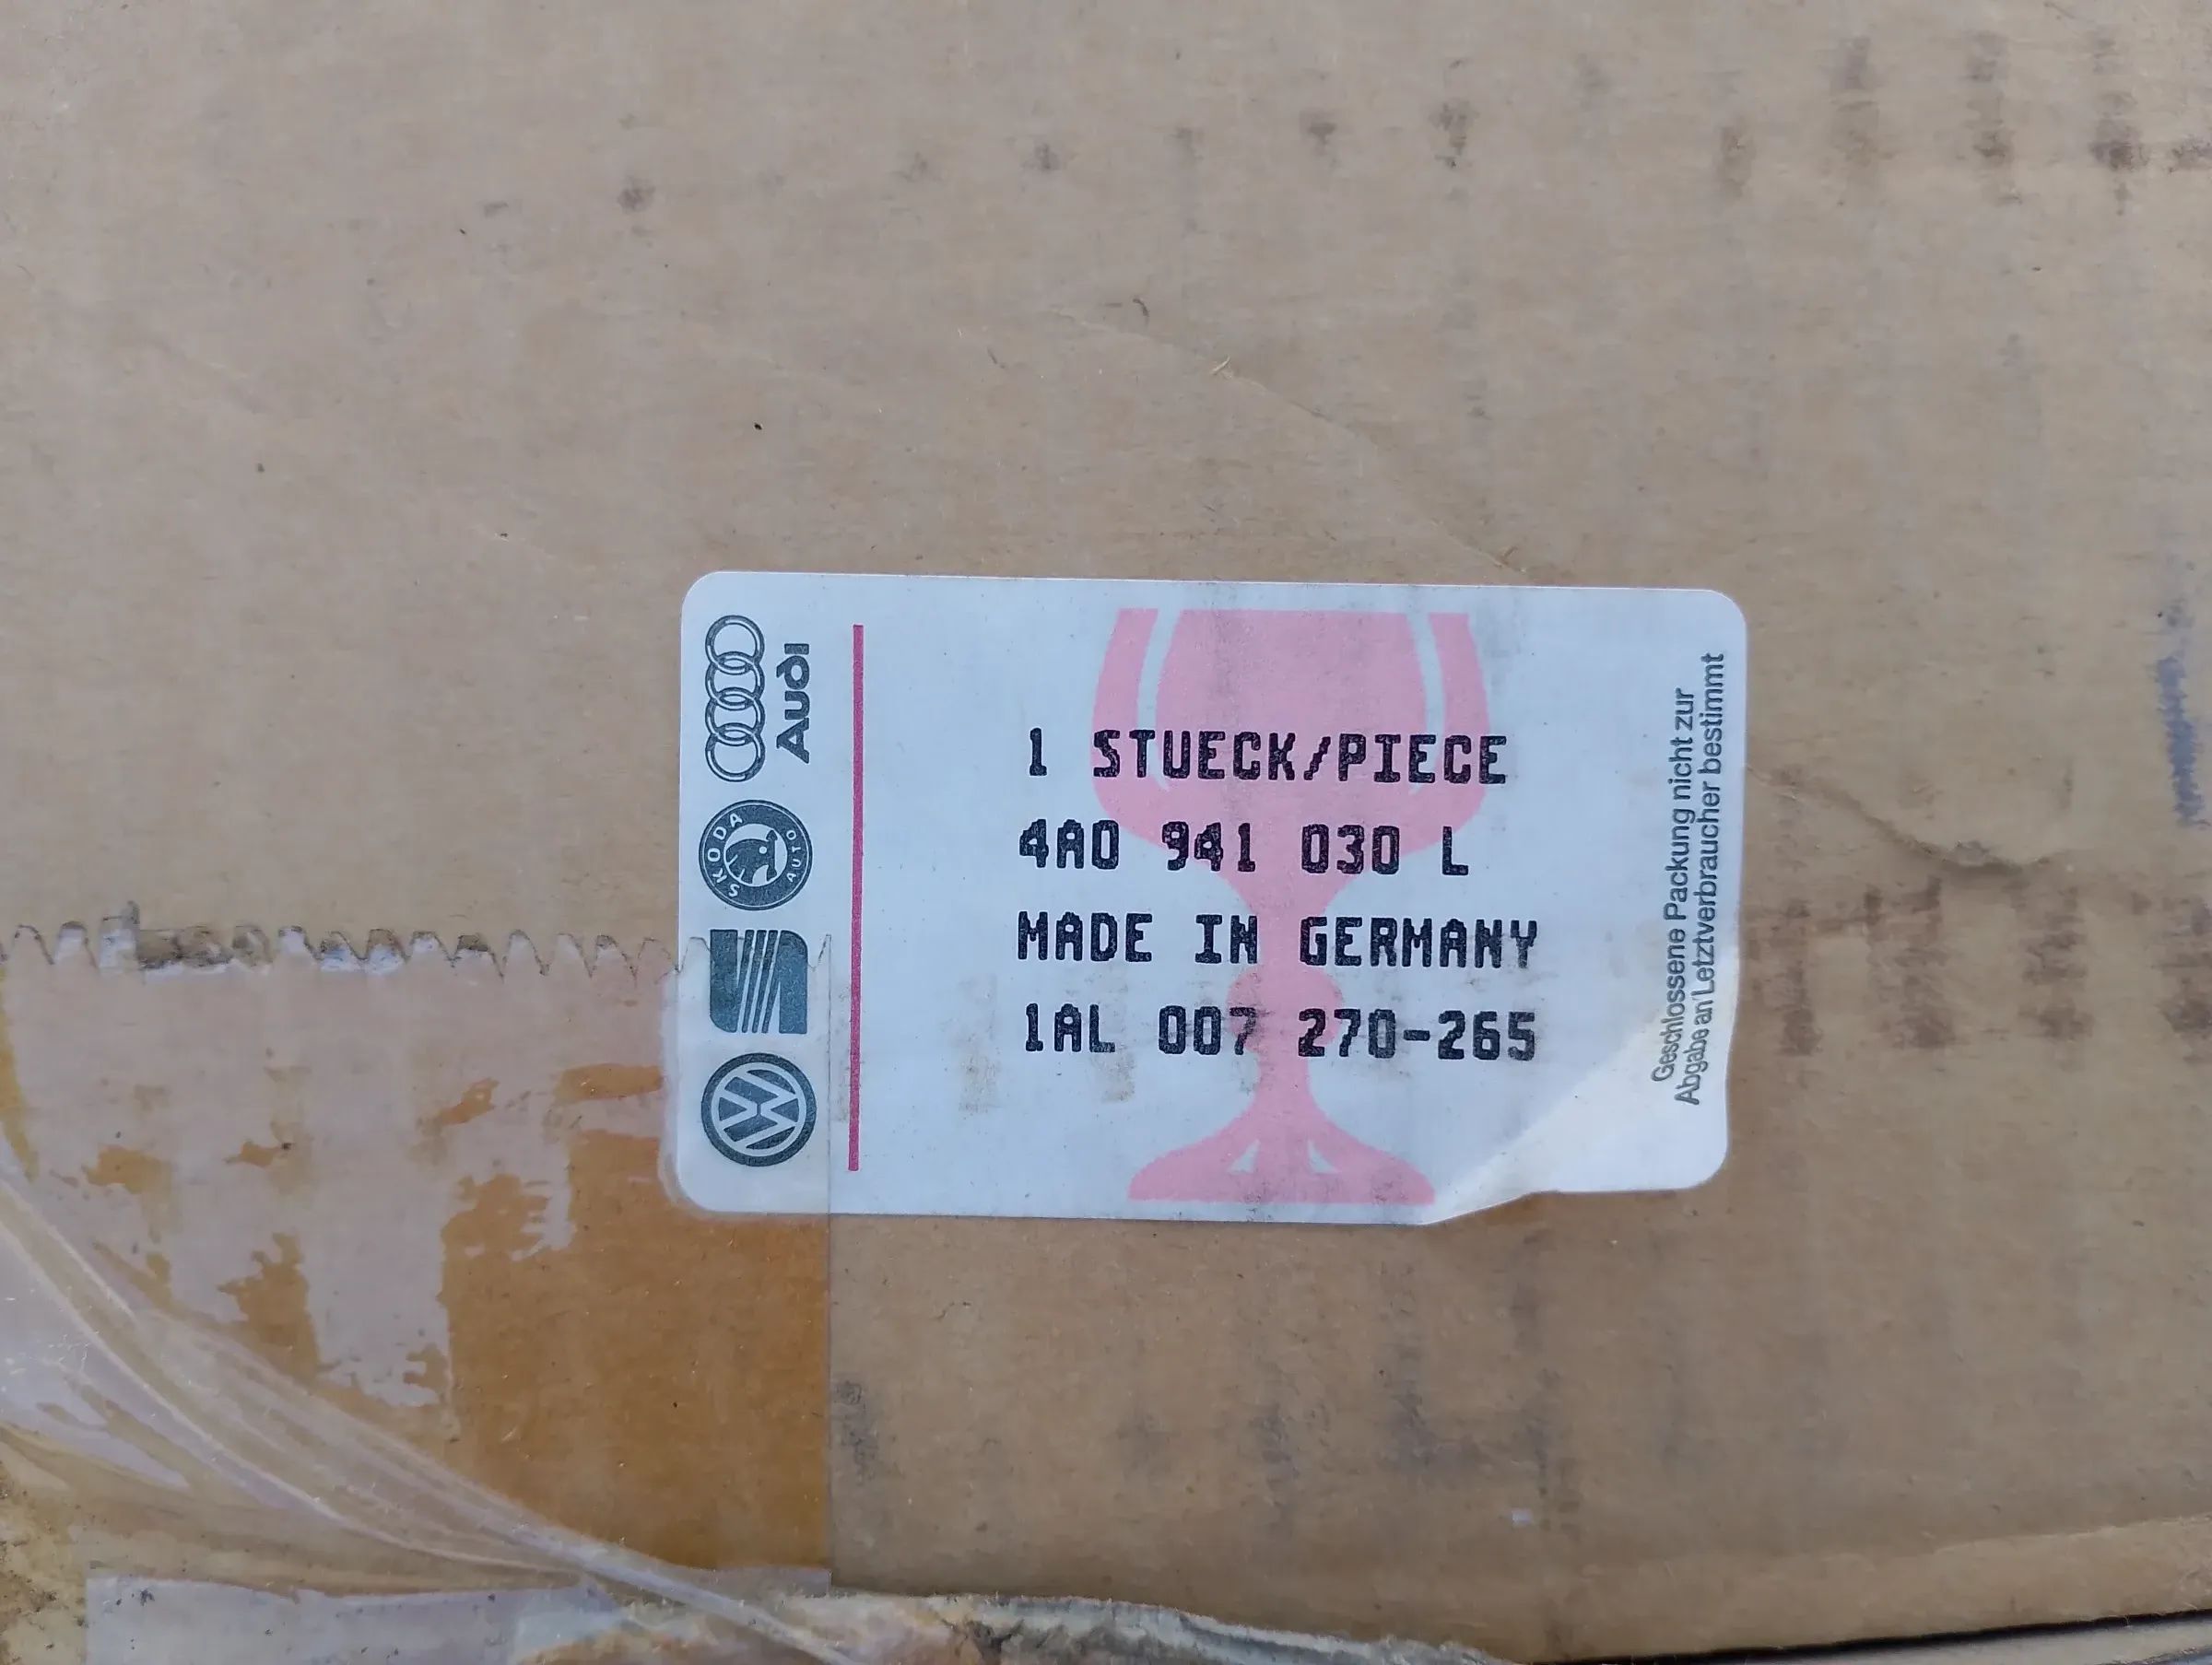 Audi
SKODA
AUTO
1 STUECK/PIECE
4A0 941 030 L
MADE IN GERMANY
1AL 007 270-265
Geschlossene Packung nicht zur
Abgabe an Letztverbraucher bestimmt